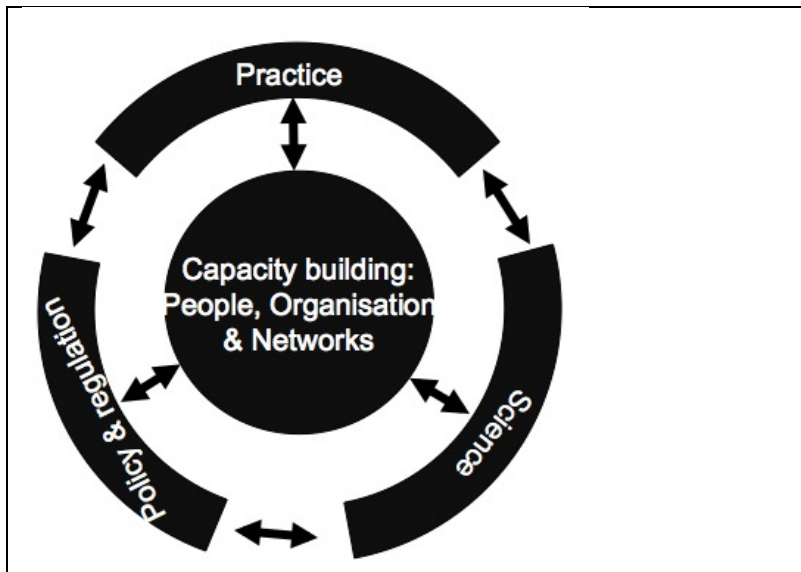 Practice
Capacity building:
People, Organisation
& Networks
Policy & regulation
Science